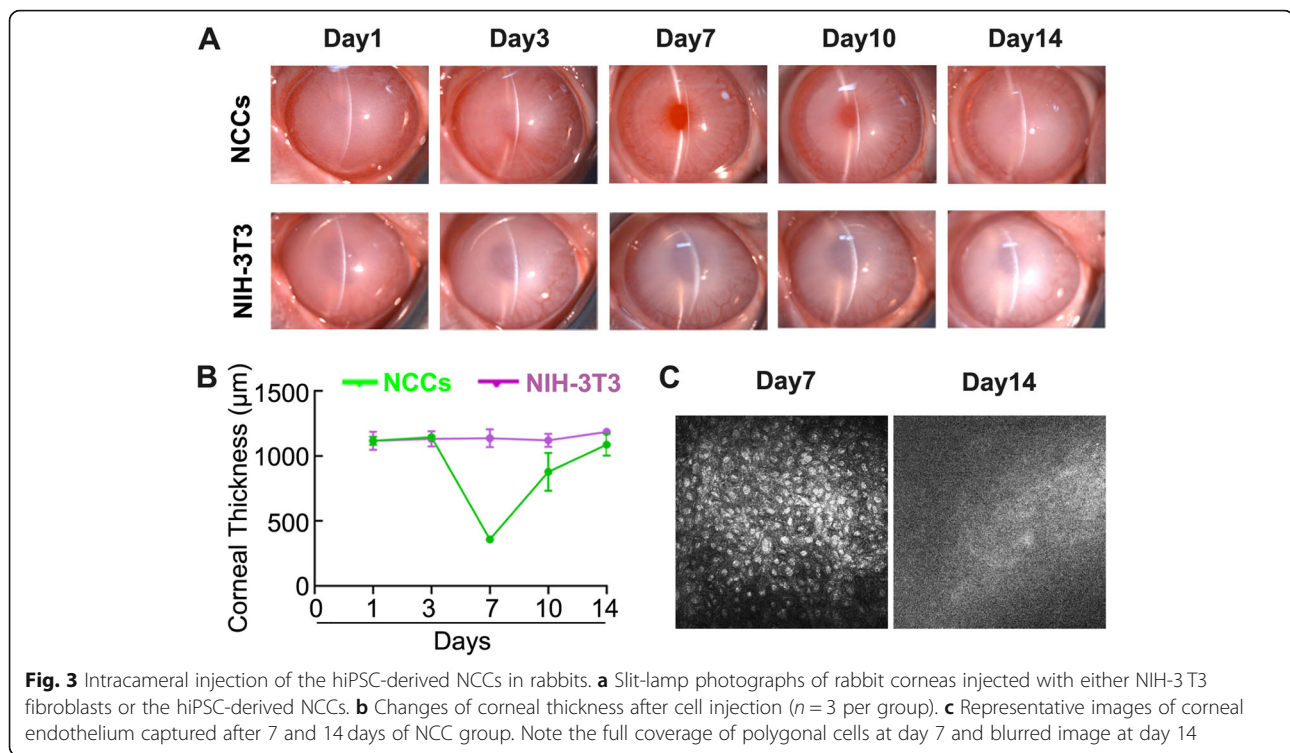 A
Day1 Day3 Day7 Day10 Day14
NCCs
NIH-3T3
B
NCCs NIH-3T3
Corneal Thickness (μm)
1500
1000
500
0
0 1 3 7 10 14
Days
C
Day7 Day14
Fig. 3 Intracameral injection of the hiPSC-derived NCCs in rabbits. a Slit-lamp photographs of rabbit corneas injected with either NIH-3 T3
fibroblasts or the hiPSC-derived NCCs. b Changes of corneal thickness after cell injection (n = 3 per group). c Representative images of corneal
endothelium captured after 7 and 14 days of NCC group. Note the full coverage of polygonal cells at day 7 and blurred image at day 14